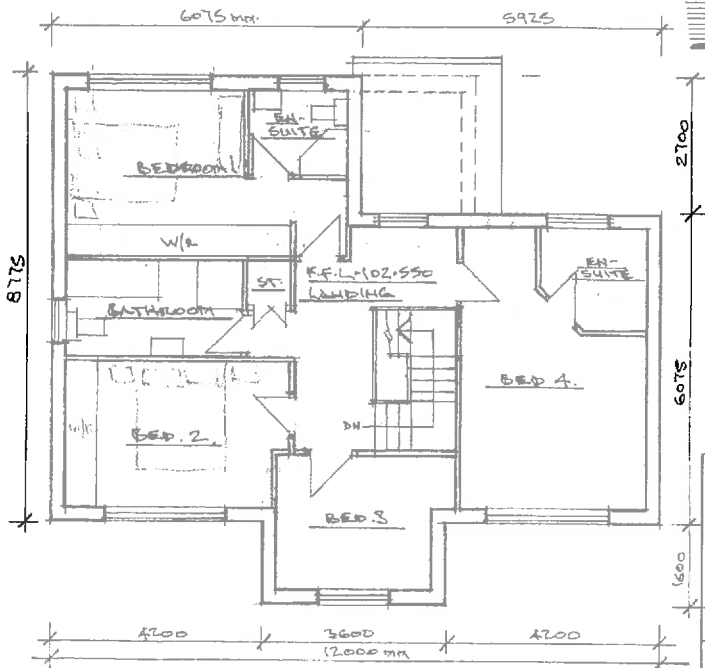 6075 mm.
5925
EN-
SUITE
BEDROOM 1
2700
W/R
8775
F.F.L. 102.550
LANDING
ST.
EN-
SUITE
BATHROOM
BED 4.
6075
W/R
BED. 2.
DN
BED. 3
1600
4200
3600
4200
12000 mm